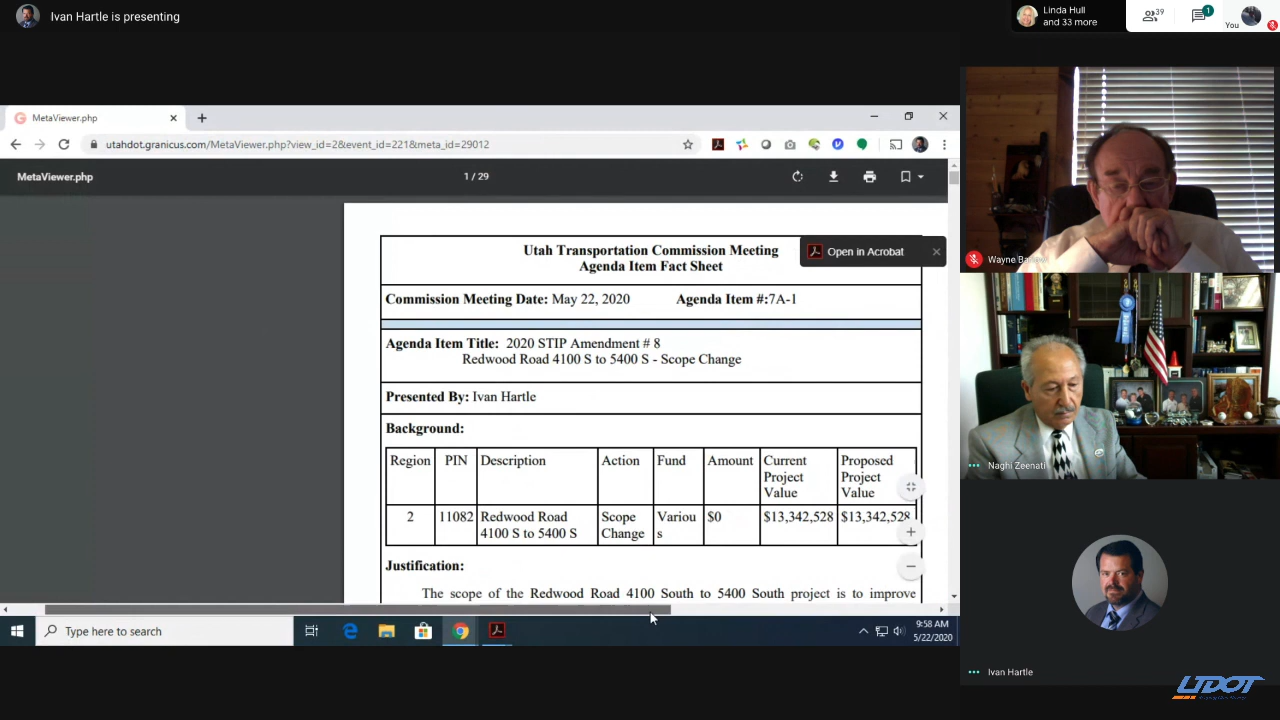 Ivan Hartle is presenting
Linda Hull
and 33 more
39
1
You
MetaViewer.php
utahdot.granicus.com/MetaViewer.php?view_id=2&event_id=221&meta_id=29012
MetaViewer.php
1 / 29
Utah Transportation Commission Meeting
Agenda Item Fact Sheet
Open in Acrobat
Commission Meeting Date: May 22, 2020 Agenda Item #:7A-1
Agenda Item Title: 2020 STIP Amendment # 8
Redwood Road 4100 S to 5400 S - Scope Change
Presented By: Ivan Hartle
Background:
Region PIN Description Action Fund Amount Current Project Value Proposed Project Value
2 11082 Redwood Road 4100 S to 5400 S Scope Change Various $0 $13,342,528 $13,342,528
Justification:
The scope of the Redwood Road 4100 South to 5400 South project is to improve
Type here to search
9:58 AM
5/22/2020
Wayne
Naghi Zeenati
Ivan Hartle
UDOT